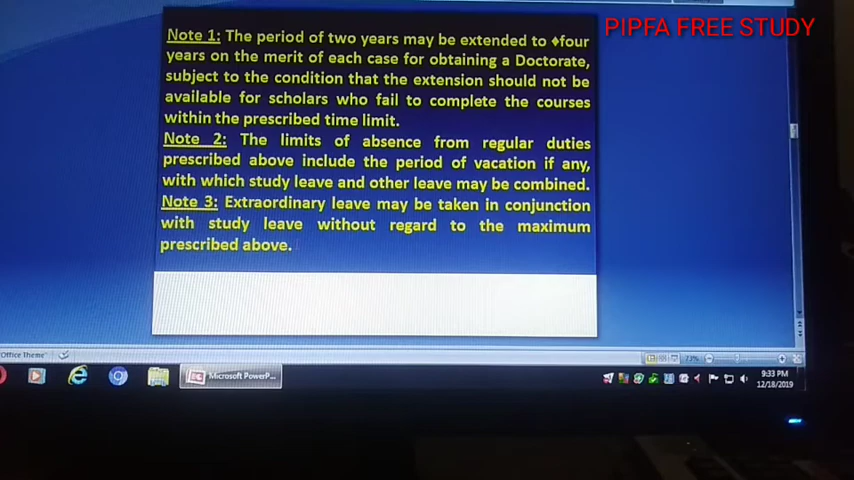 PIPFA FREE STUDY
Note 1: The period of two years may be extended to ♦four
years on the merit of each case for obtaining a Doctorate,
subject to the condition that the extension should not be
available for scholars who fail to complete the courses
within the prescribed time limit.
Note 2: The limits of absence from regular duties
prescribed above include the period of vacation if any,
with which study leave and other leave may be combined.
Note 3: Extraordinary leave may be taken in conjunction
with study leave without regard to the maximum
prescribed above.
Office Theme"
73%
Microsoft PowerP...
9:33 PM
12/18/2019